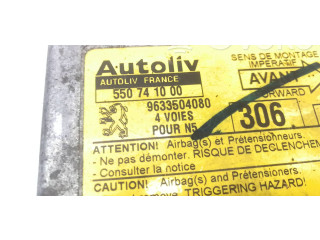 Autoliv
AUTOLIV FRANCE
550 74 10 00
SENS DE MONTAGE
IMPERATIF
AVANT
FORWARD
9633504080
4 VOIES
POUR N5
306
ATTENTION! Airbag(s) et Prétensionneurs.
- Ne pas démonter. RISQUE DE DECLENCHEM
- Consulter la notice
CAUTION! Airbag(s) and Pretensioners
remove. TRIGGERING HAZARD!